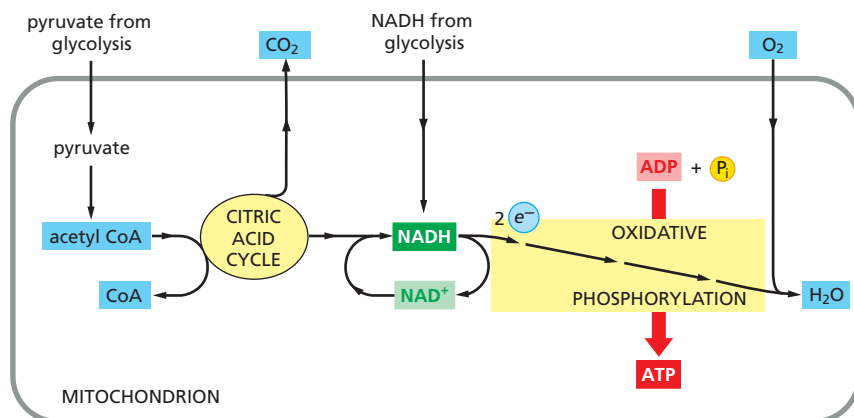 pyruvate from
glycolysis
CO₂
NADH from
glycolysis
O₂
pyruvate
ADP + Pi
acetyl CoA
CITRIC
ACID
CYCLE
NADH
2 e⁻
OXIDATIVE
CoA
NAD⁺
PHOSPHORYLATION
H₂O
ATP
MITOCHONDRION